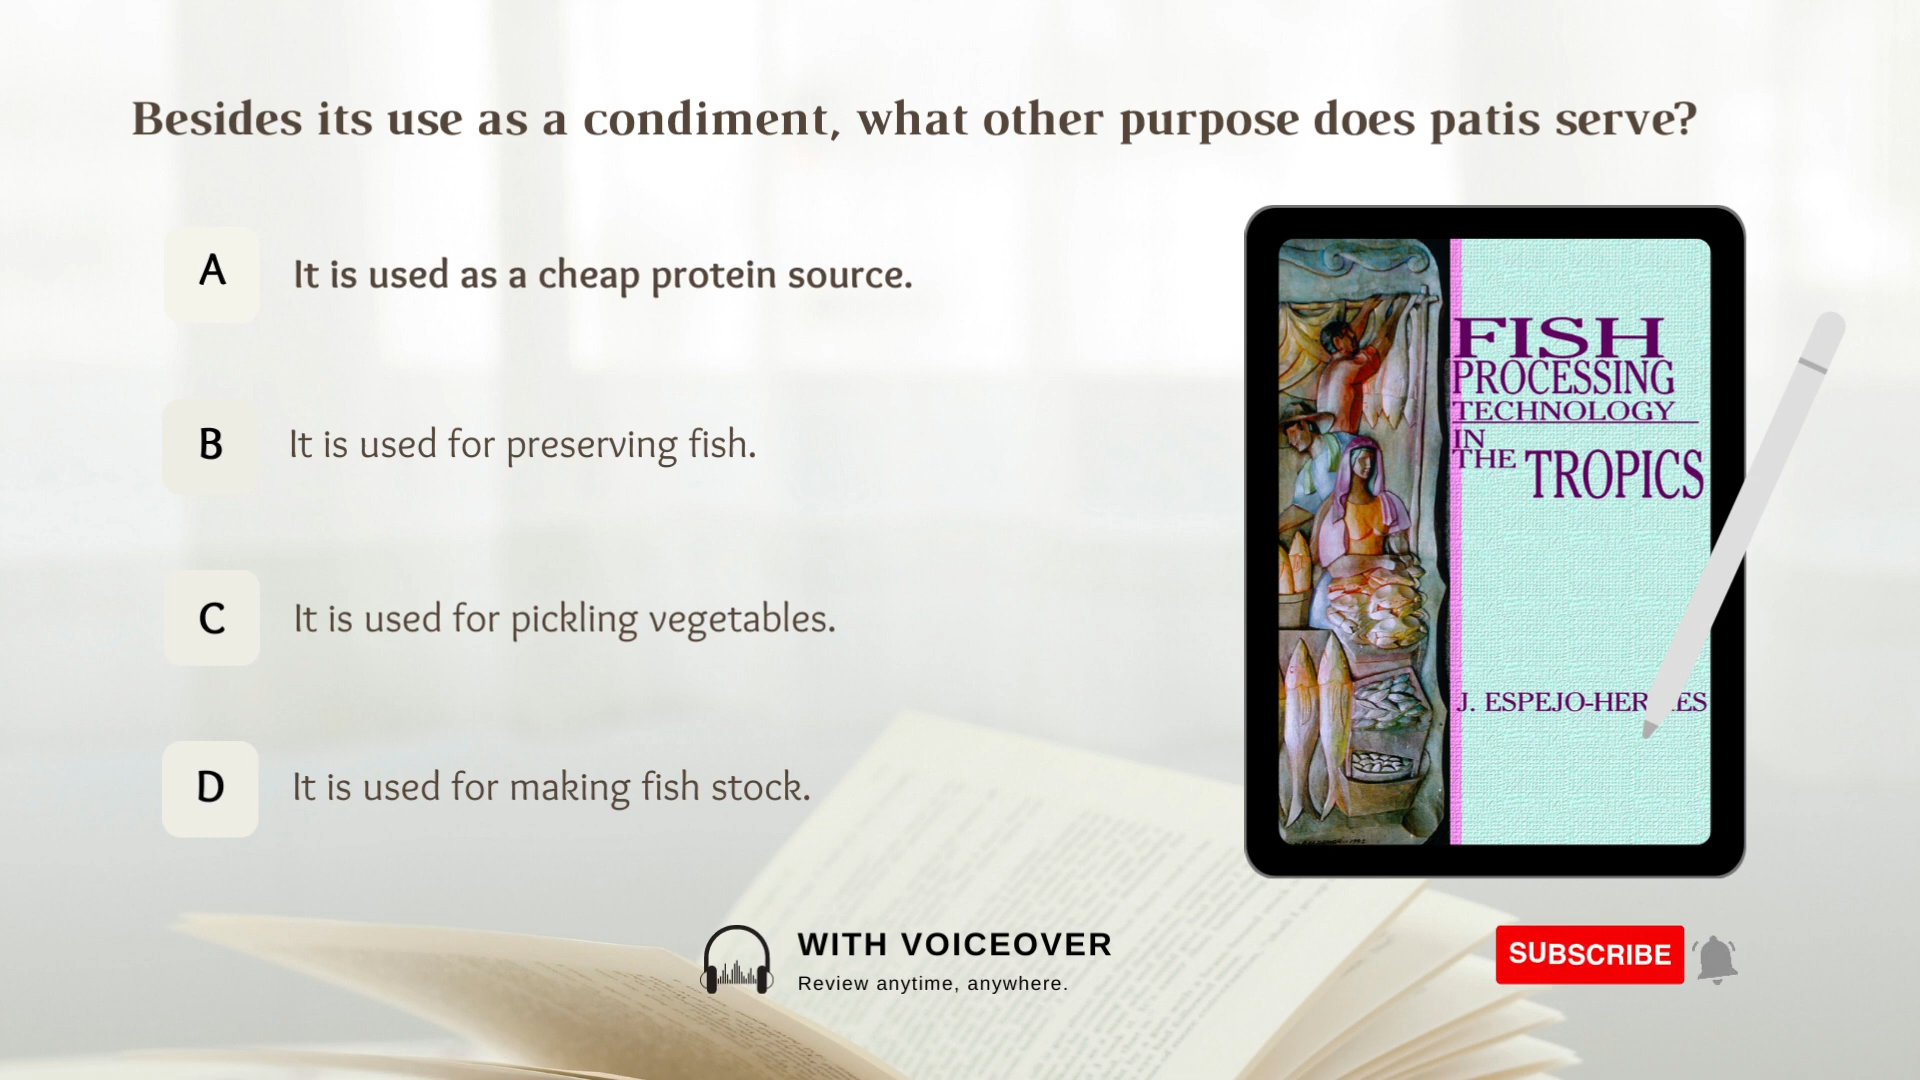 Besides its use as a condiment, what other purpose does patis serve?
A
It is used as a cheap protein source.
B
It is used for preserving fish.
C
It is used for pickling vegetables.
D
It is used for making fish stock.
FISH
PROCESSING
TECHNOLOGY
IN
THE TROPICS
WITH VOICEOVER
Review anytime, anywhere.
SUBSCRIBE